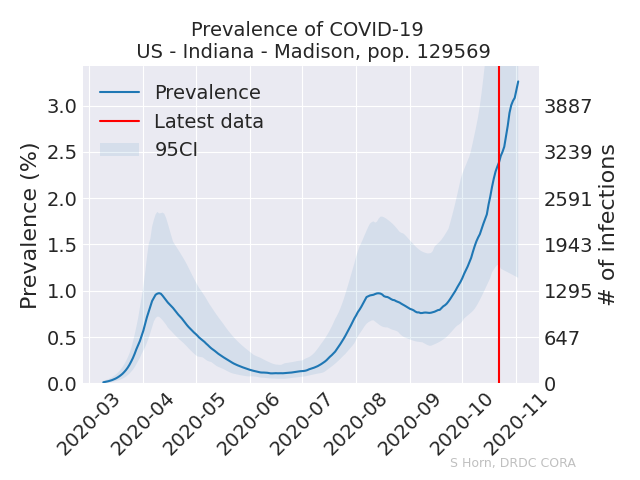 Prevalence of COVID-19
US - Indiana - Madison, pop. 129569
Prevalence
Latest data
95CI
Prevalence (%)
3.0
2.5
2.0
1.5
1.0
0.5
0.0
3887
3239
2591
1943
1295
647
0
# of infections
2020-03
2020-04
2020-05
2020-06
2020-07
2020-08
2020-09
2020-10
2020-11
S Horn, DRDC CORA